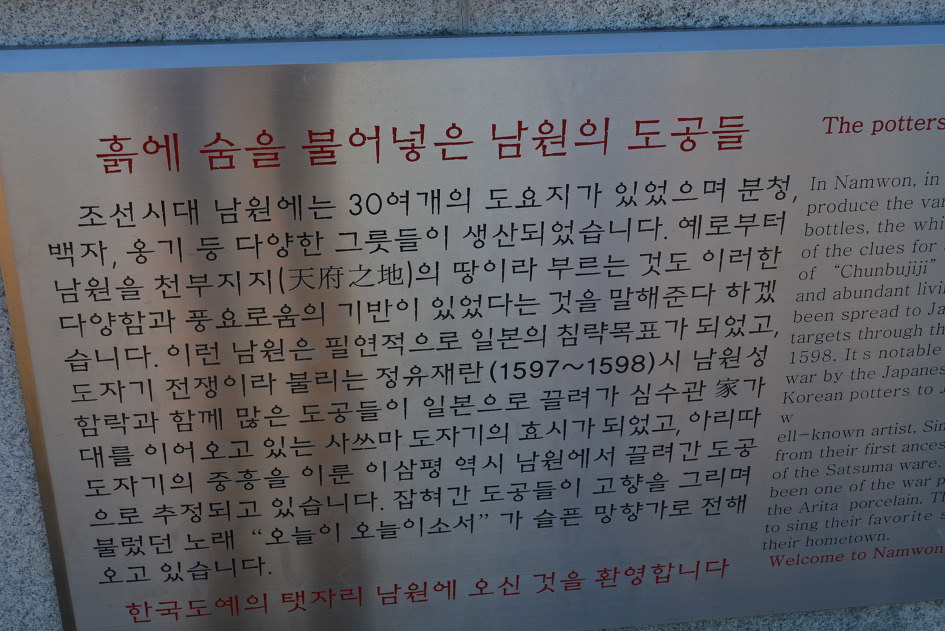 흙에 숨을 불어넣은 남원의 도공들
조선시대 남원에는 30여개의 도요지가 있었으며 분청,
백자, 옹기 등 다양한 그릇들이 생산되었습니다. 예로부터
남원을 천부지지(天府之地)의 땅이라 부르는 것도 이러한
다양함과 풍요로움의 기반이 있었다는 것을 말해준다 하겠
습니다. 이런 남원은 필연적으로 일본의 침략목표가 되었고,
도자기 전쟁이라 불리는 정유재란(1597~1598)시 남원성
함락과 함께 많은 도공들이 일본으로 끌려가 심수관 家가
대를 이어오고 있는 사쓰마 도자기의 효시가 되었고, 아리따
도자기의 중흥을 이룬 이삼평 역시 남원에서 끌려간 도공
으로 추정되고 있습니다. 잡혀간 도공들이 고향을 그리며
불렀던 노래 “오늘이 오늘이소서”가 슬픈 망향가로 전해
오고 있습니다.
한국도예의 탯자리 남원에 오신 것을 환영합니다
The potters
In Namwon, in
produce the var
bottles, the whi
of the clues for
of “Chunbujiji”
and abundant livi
been spread to Ja
targets through th
1598. It s notable
war by the Japanes
Korean potters to
w
ell-known artist, Sin
from their first ances
of the Satsuma ware.
been one of the war p
the Arita porcelain. Th
to sing their favorite s
their hometown.
Welcome to Namwon